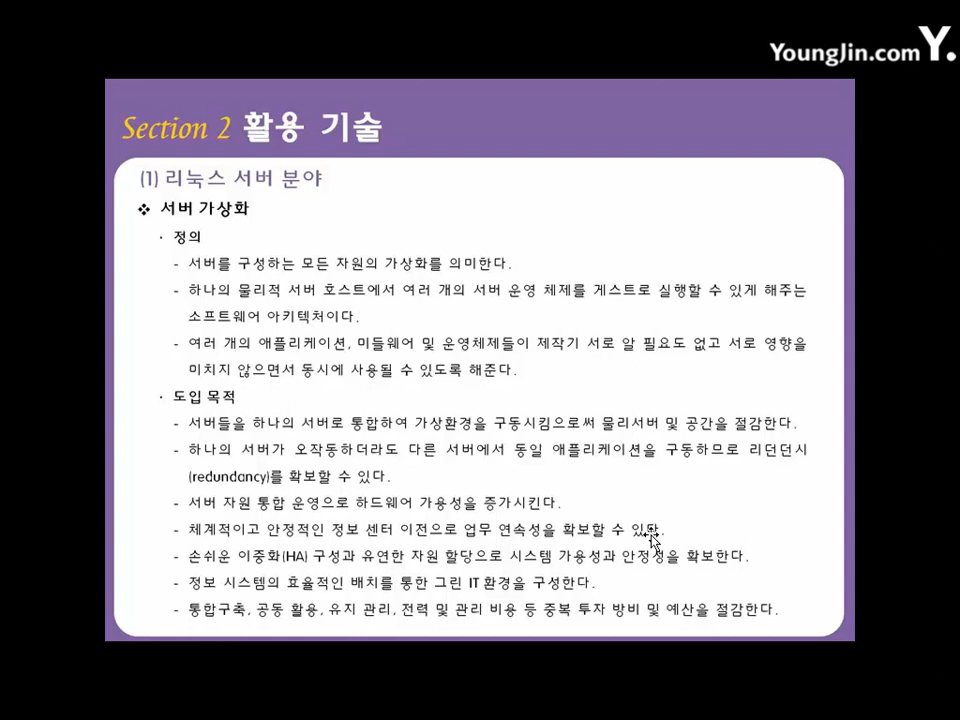 YoungJin.com Y.
Section 2 활용 기술
(1) 리눅스 서버 분야
❖ 서버 가상화
· 정의
- 서버를 구성하는 모든 자원의 가상화를 의미한다.
- 하나의 물리적 서버 호스트에서 여러 개의 서버 운영 체제를 게스트로 실행할 수 있게 해주는
소프트웨어 아키텍처이다.
- 여러 개의 애플리케이션, 미들웨어 및 운영체제들이 제작기 서로 알 필요도 없고 서로 영향을
미치지 않으면서 동시에 사용될 수 있도록 해준다.
· 도입 목적
- 서버들을 하나의 서버로 통합하여 가상환경을 구동시킴으로써 물리서버 및 공간을 절감한다.
- 하나의 서버가 오작동하더라도 다른 서버에서 동일 애플리케이션을 구동하므로 리던던시
(redundancy)를 확보할 수 있다.
- 서버 자원 통합 운영으로 하드웨어 가용성을 증가시킨다.
- 체계적이고 안정적인 정보 센터 이전으로 업무 연속성을 확보할 수 있다.
- 손쉬운 이중화(HA) 구성과 유연한 자원 할당으로 시스템 가용성과 안정성을 확보한다.
- 정보 시스템의 효율적인 배치를 통한 그린 IT 환경을 구성한다.
- 통합구축, 공동 활용, 유지 관리, 전력 및 관리 비용 등 중복 투자 방비 및 예산을 절감한다.